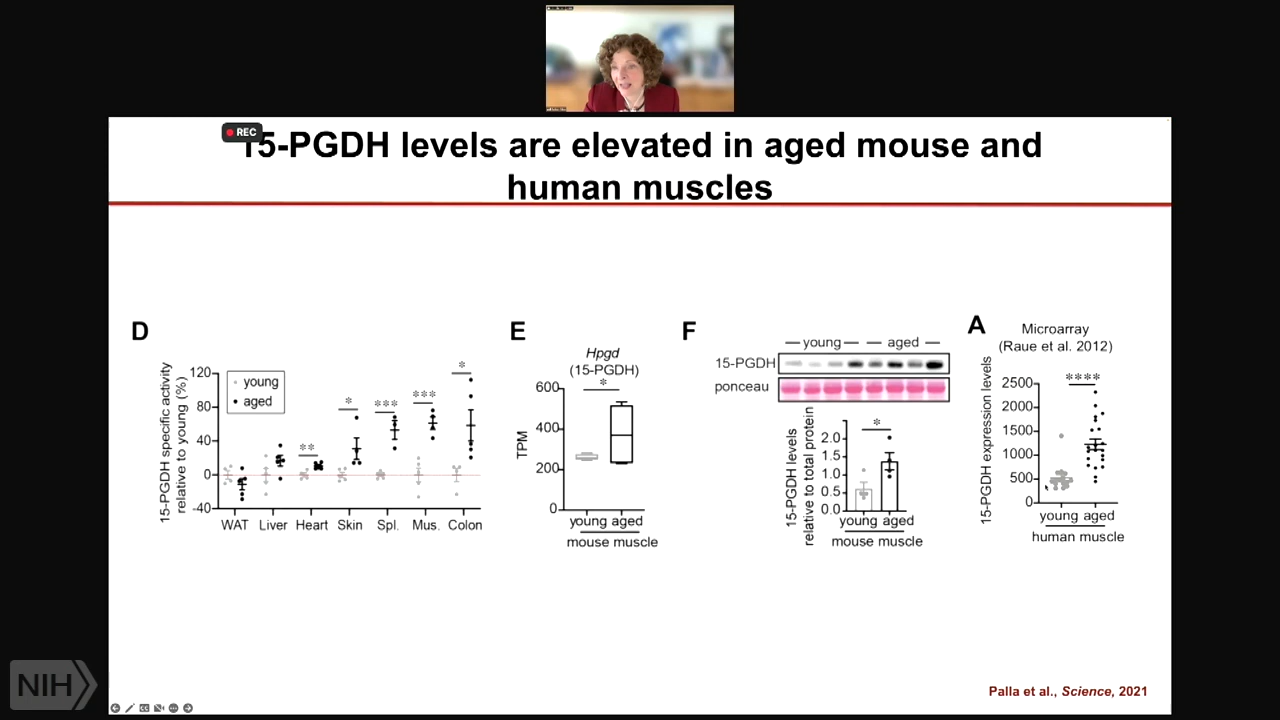 REC
15-PGDH levels are elevated in aged mouse and
human muscles
D
15-PGDH specific activity
relative to young (%)
120
80
40
0
-40
young
aged
**
*
***
***
*
WAT Liver Heart Skin Spl. Mus. Colon
E
Hpgd
(15-PGDH)
*
TPM
600
400
200
0
young aged
mouse muscle
F
young aged
15-PGDH
ponceau
15-PGDH levels
relative to total protein
2.0
1.5
1.0
0.5
0.0
*
young aged
mouse muscle
A
Microarray
(Raue et al. 2012)
****
15-PGDH expression levels
2500
2000
1500
1000
500
0
young aged
human muscle
NIH
Palla et al., Science, 2021